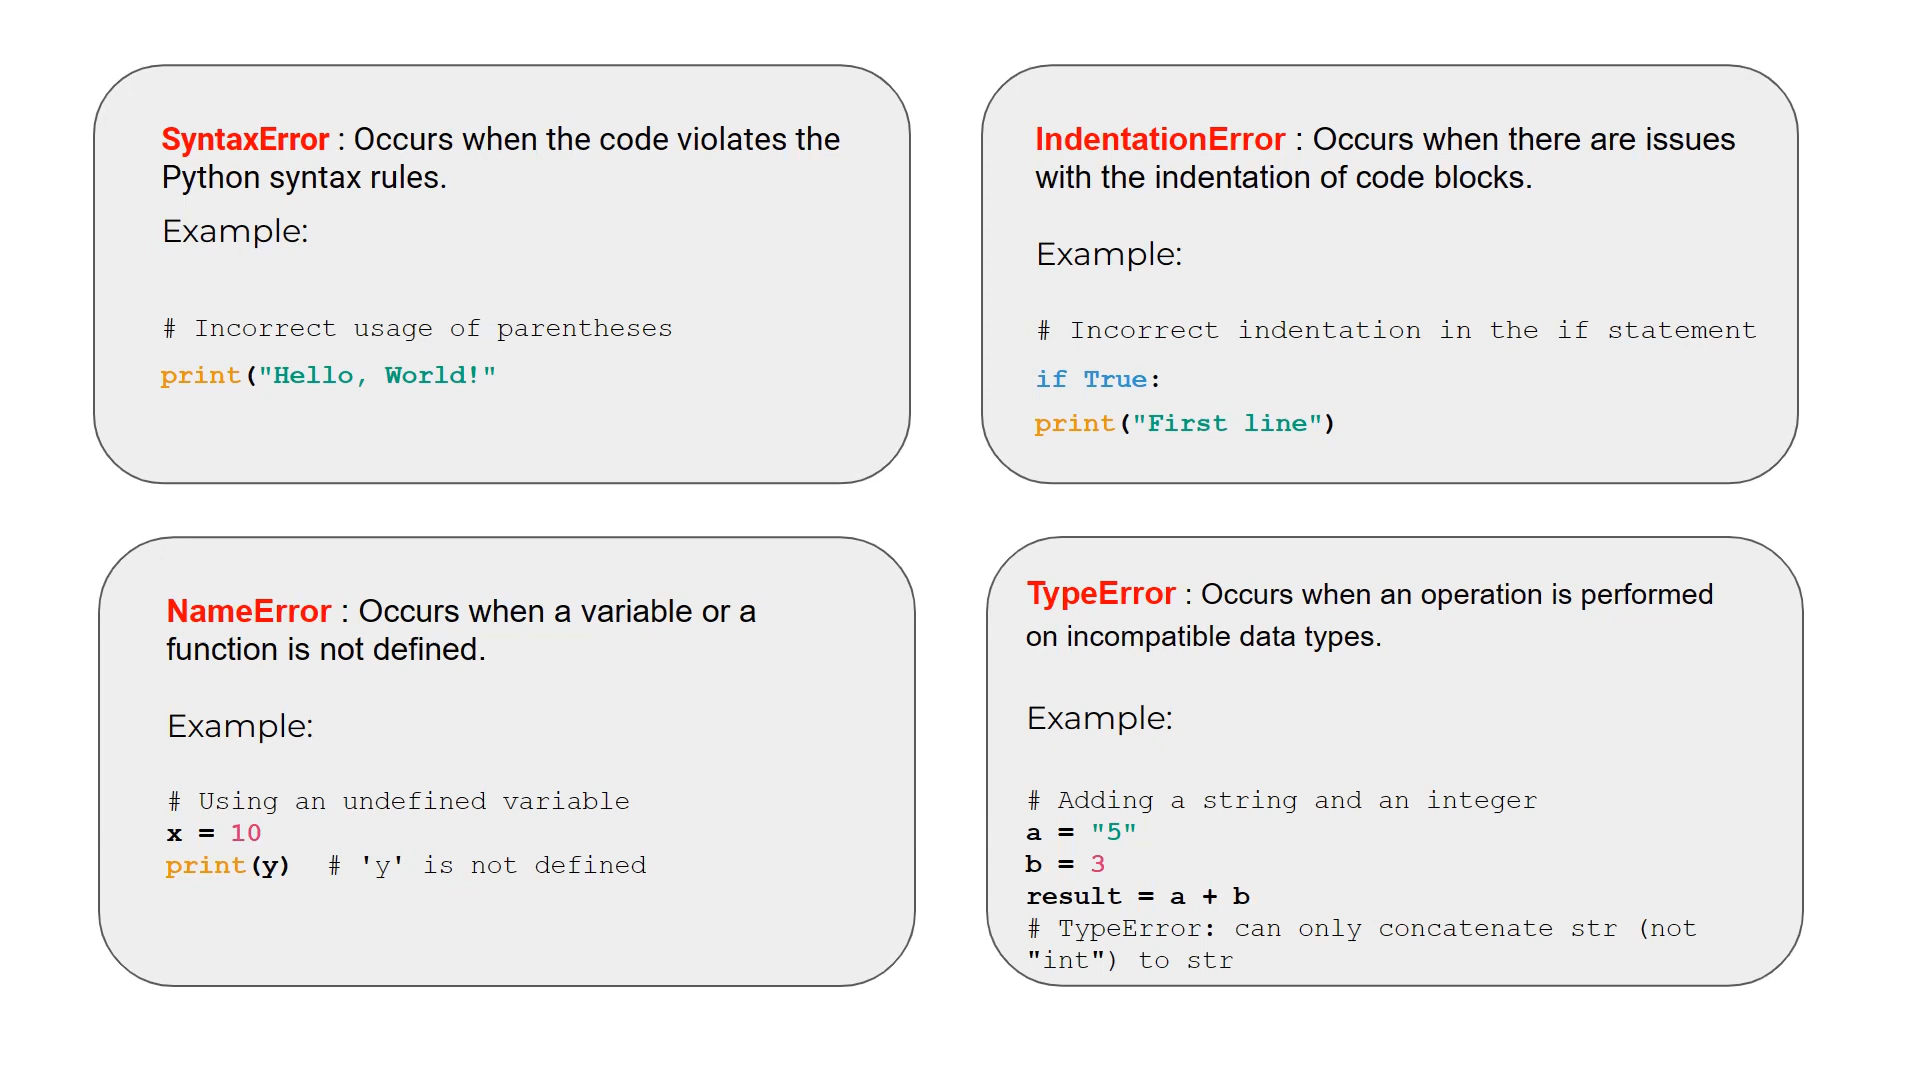 SyntaxError : Occurs when the code violates the
Python syntax rules.
Example:
# Incorrect usage of parentheses
print("Hello, World!"
IndentationError : Occurs when there are issues
with the indentation of code blocks.
Example:
# Incorrect indentation in the if statement
if True:
print("First line")
NameError : Occurs when a variable or a
function is not defined.
Example:
# Using an undefined variable
x = 10
print(y)  # 'y' is not defined
TypeError : Occurs when an operation is performed
on incompatible data types.
Example:
# Adding a string and an integer
a = "5"
b = 3
result = a + b
# TypeError: can only concatenate str (not
"int") to str